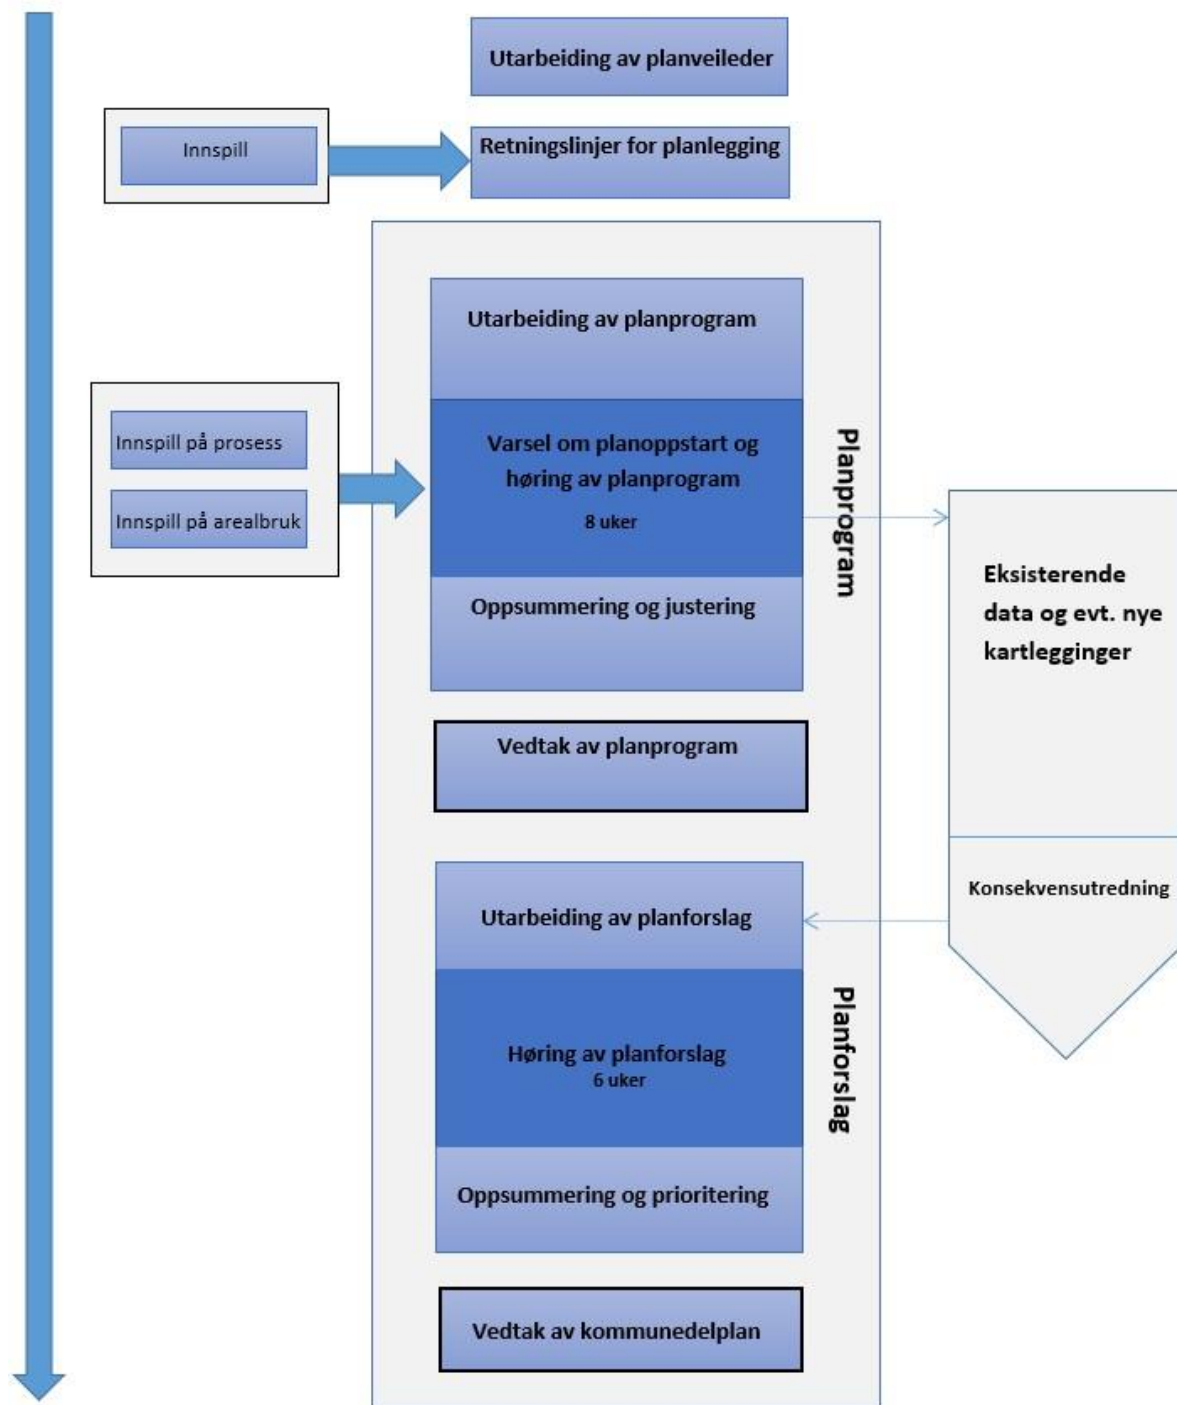 Utarbeiding av planveileder
Innspill
Retningslinjer for planlegging
Utarbeiding av planprogram
Innspill på prosess
Innspill på arealbruk
Varsel om planoppstart og
høring av planprogram
8 uker
Planprogram
Oppsummering og justering
Eksisterende
data og evt. nye
kartlegginger
Vedtak av planprogram
Konsekvensutredning
Utarbeiding av planforslag
Høring av planforslag
6 uker
Planforslag
Oppsummering og prioritering
Vedtak av kommunedelplan